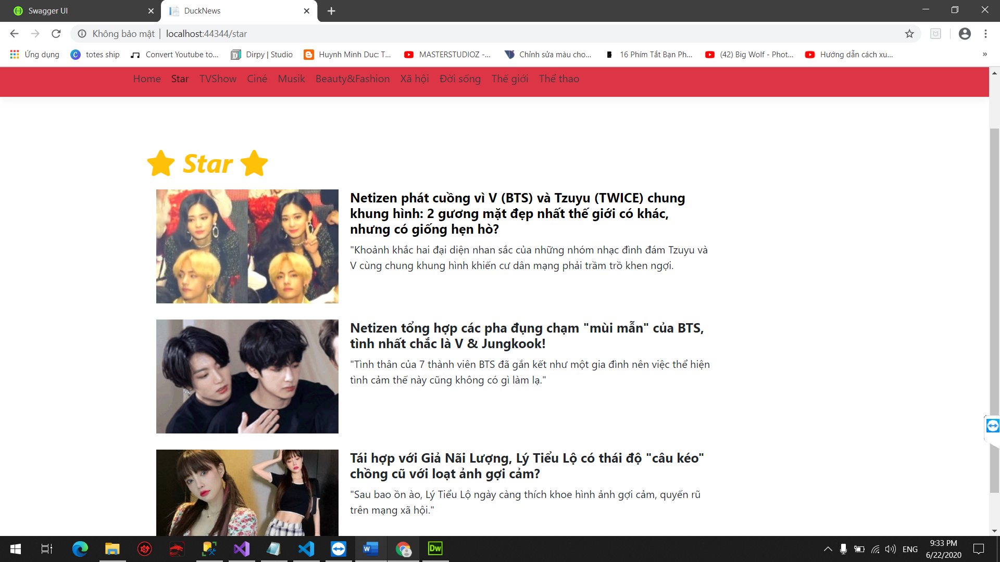 Swagger UI
DuckNews
Không bảo mật | localhost:44344/star
Ứng dụng
totes ship
Convert Youtube to...
Dirpy | Studio
Huynh Minh Duc: T...
MASTERSTUDIOZ -...
Chỉnh sửa màu cho...
16 Phím Tắt Bạn Ph...
(42) Big Wolf - Phot...
Hướng dẫn cách xu...
»
Home Star TVShow Ciné Musik Beauty&Fashion Xã hội Đời sống Thế giới Thể thao
Star
Netizen phát cuồng vì V (BTS) và Tzuyu (TWICE) chung
khung hình: 2 gương mặt đẹp nhất thế giới có khác,
nhưng có giống hẹn hò?
"Khoảnh khắc hai đại diện nhan sắc của những nhóm nhạc đình đám Tzuyu và
V cùng chung khung hình khiến cư dân mạng phải trầm trồ khen ngợi.
Netizen tổng hợp các pha đụng chạm "mùi mẫn" của BTS,
tình nhất chắc là V & Jungkook!
"Tình thân của 7 thành viên BTS đã gắn kết như một gia đình nên việc thể hiện
tình cảm thế này cũng không có gì làm lạ."
Tái hợp với Giả Nãi Lượng, Lý Tiểu Lộ có thái độ "câu kéo"
chồng cũ với loạt ảnh gợi cảm?
"Sau bao ồn ào, Lý Tiểu Lộ ngày càng thích khoe hình ảnh gợi cảm, quyến rũ
trên mạng xã hội."
Dw
ENG
9:33 PM
6/22/2020